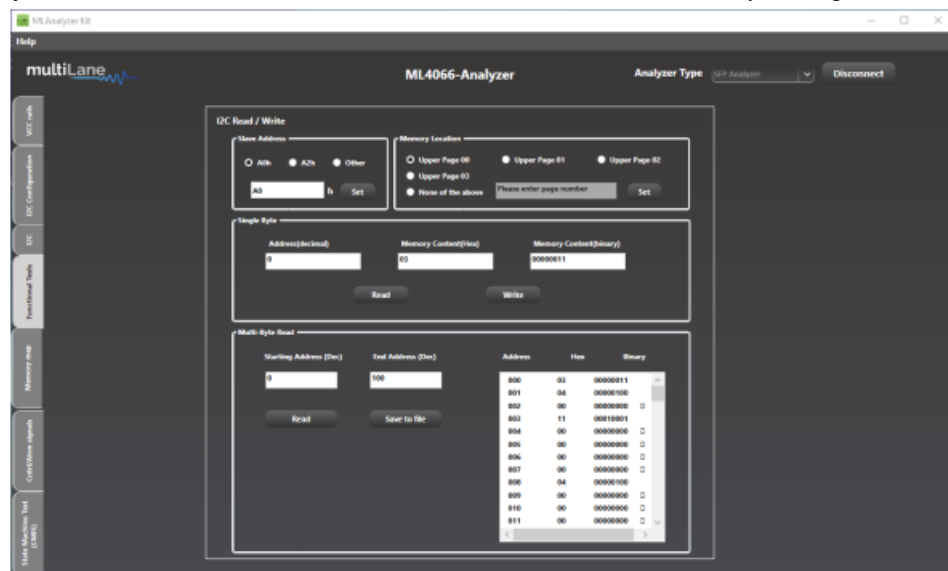 MLAnalyzer Kit
Help
multiLane
ML4066-Analyzer
Analyzer Type
SFP Analyzer
Disconnect
VCC rails
I2C Configuration
I2C
Functional Tests
Memory map
Cntrl/Alrm signals
State Machine Test (CMIS)
I2C Read / Write
Slave Address
A0h A2h Other
A0 h Set
Memory Location
Upper Page 00 Upper Page 01 Upper Page 02
Upper Page 03
None of the above Please enter page number Set
Single Byte
Address(decimal) Memory Content(Hex) Memory Content(binary)
0 03 00000011
Read Write
Multi-Byte Read
Starting Address (Dec) End Address (Dec)
0 100
Read Save to file
Address Hex Binary
000 03 00000011
001 04 00000100
002 00 00000000
003 11 00010001
004 00 00000000
005 00 00000000
006 00 00000000
007 00 00000000
008 04 00000100
009 00 00000000
010 00 00000000
011 00 00000000